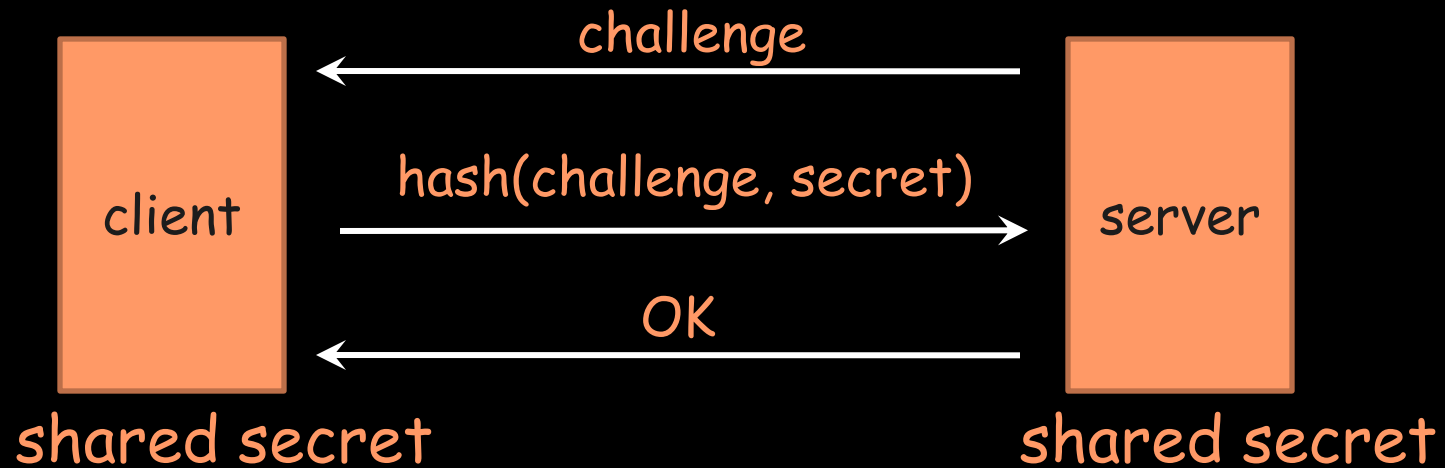 challenge
hash(challenge, secret)
client
server
OK
shared secret
shared secret